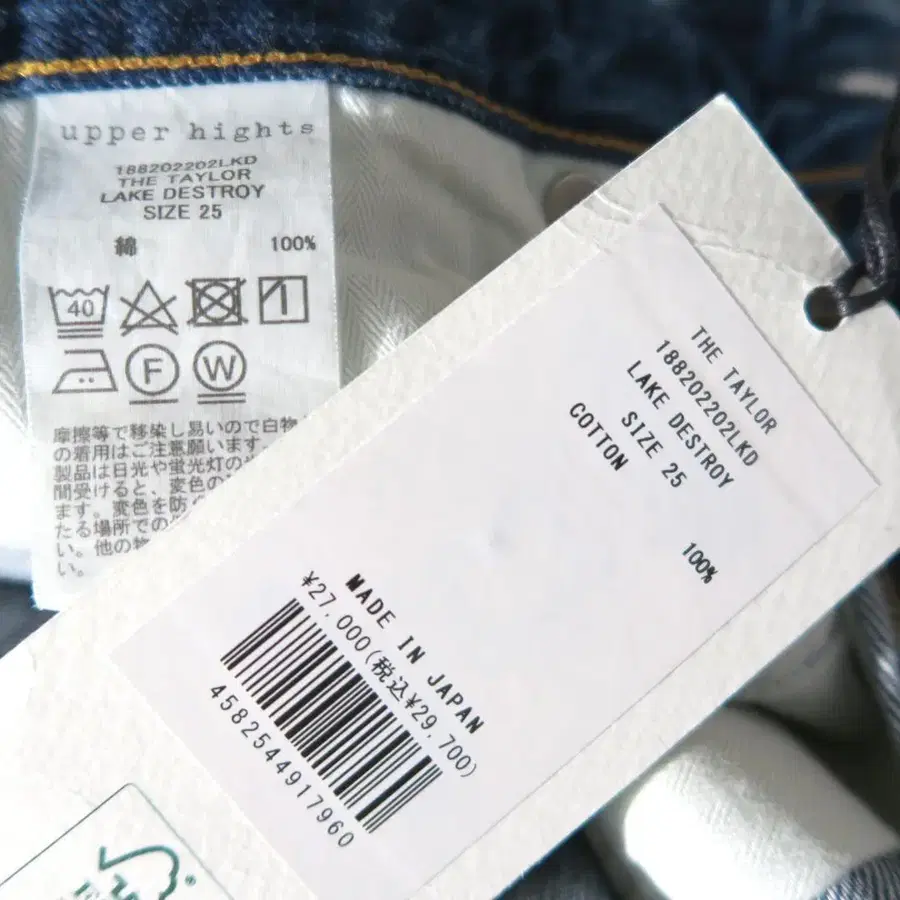 upper hights
188202202LKD
THE TAYLOR
LAKE DESTROY
SIZE 25
綿 100%
40
F W
摩擦等で移染し易いので白物
の着用はご注意願います。
製品は日光や蛍光灯の
間受けると、変色の
ます。変色を防ぐ
たる場所での
い。他の物
い。
THE TAYLOR
188202202LKD
LAKE DESTROY
SIZE 25
COTTON 100%
MADE IN JAPAN
¥27,000(税込¥29,700)
4582544917960